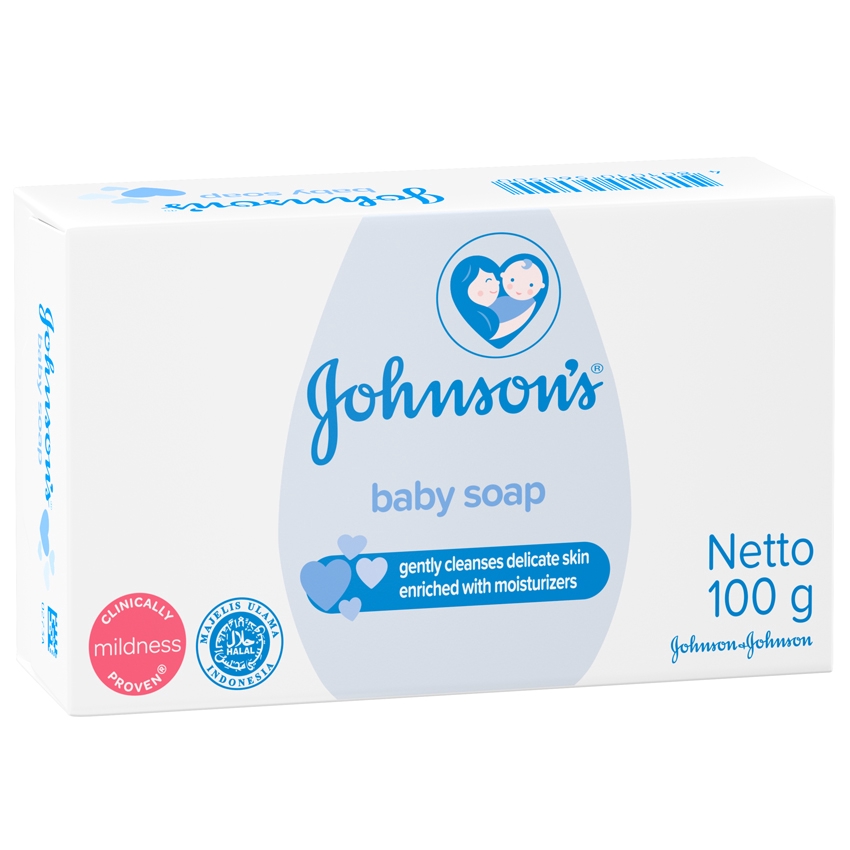 Johnson's
baby soap
Johnson's®
baby soap
gently cleanses delicate skin
enriched with moisturizers
Netto
100 g
Johnson & Johnson
CLINICALLY
mildness
PROVEN®
MAJELIS ULAMA
حلال
HALAL
INDONESIA
Johnson's
baby soap